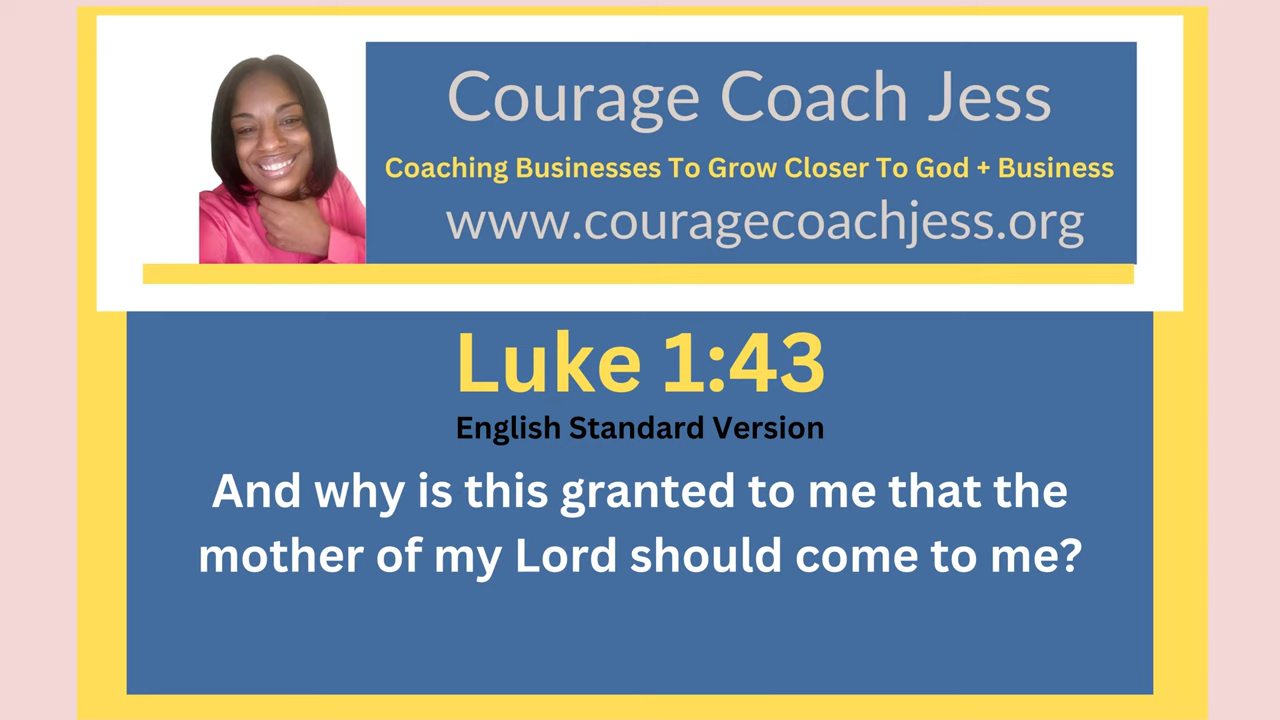 Courage Coach Jess
Coaching Businesses To Grow Closer To God + Business
www.couragecoachjess.org
Luke 1:43
English Standard Version
And why is this granted to me that the
mother of my Lord should come to me?